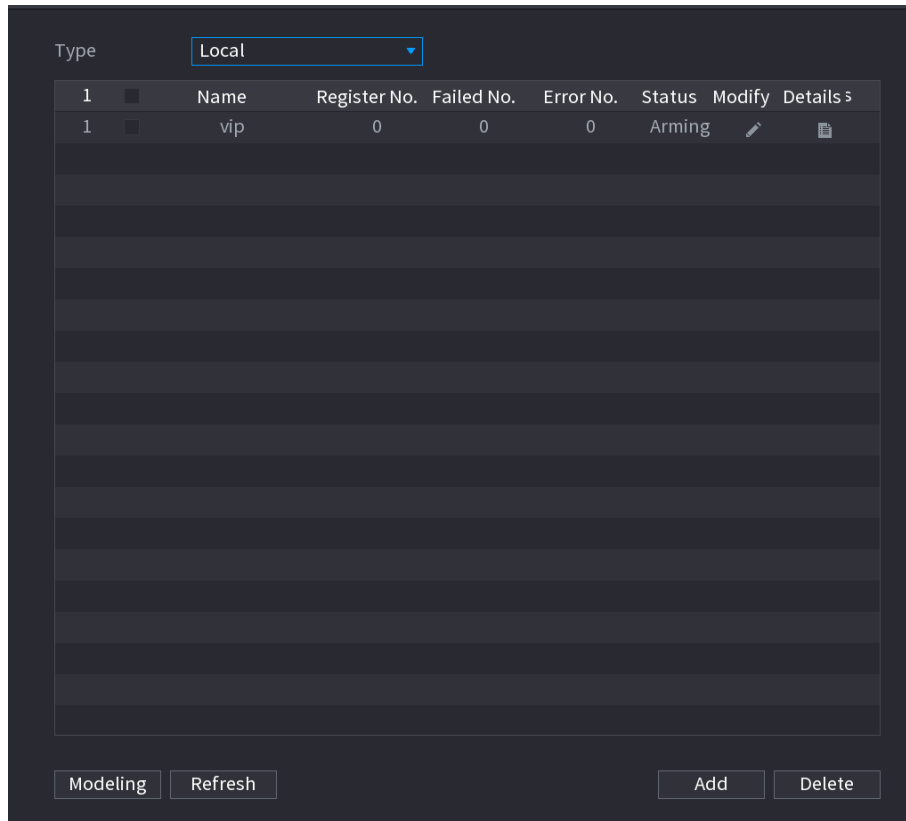 Type Local
1 Name Register No. Failed No. Error No. Status Modify Details s
1 vip 0 0 0 Arming
Modeling Refresh Add Delete